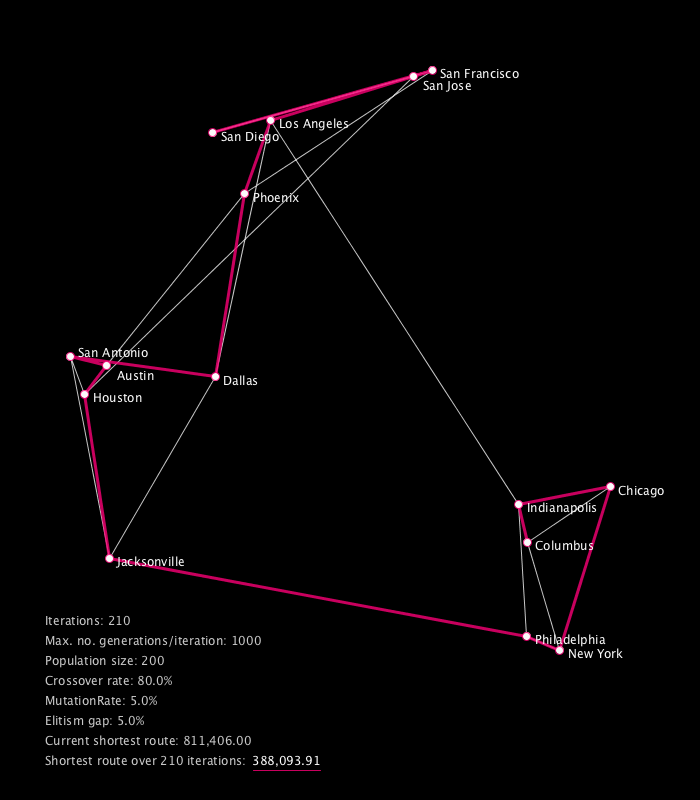 San Francisco
San Jose
Los Angeles
San Diego
Phoenix
San Antonio
Austin
Dallas
Houston
Chicago
Indianapolis
Columbus
Jacksonville
Philadelphia
New York
Iterations: 210
Max. no. generations/iteration: 1000
Population size: 200
Crossover rate: 80.0%
MutationRate: 5.0%
Elitism gap: 5.0%
Current shortest route: 811,406.00
Shortest route over 210 iterations: 388,093.91